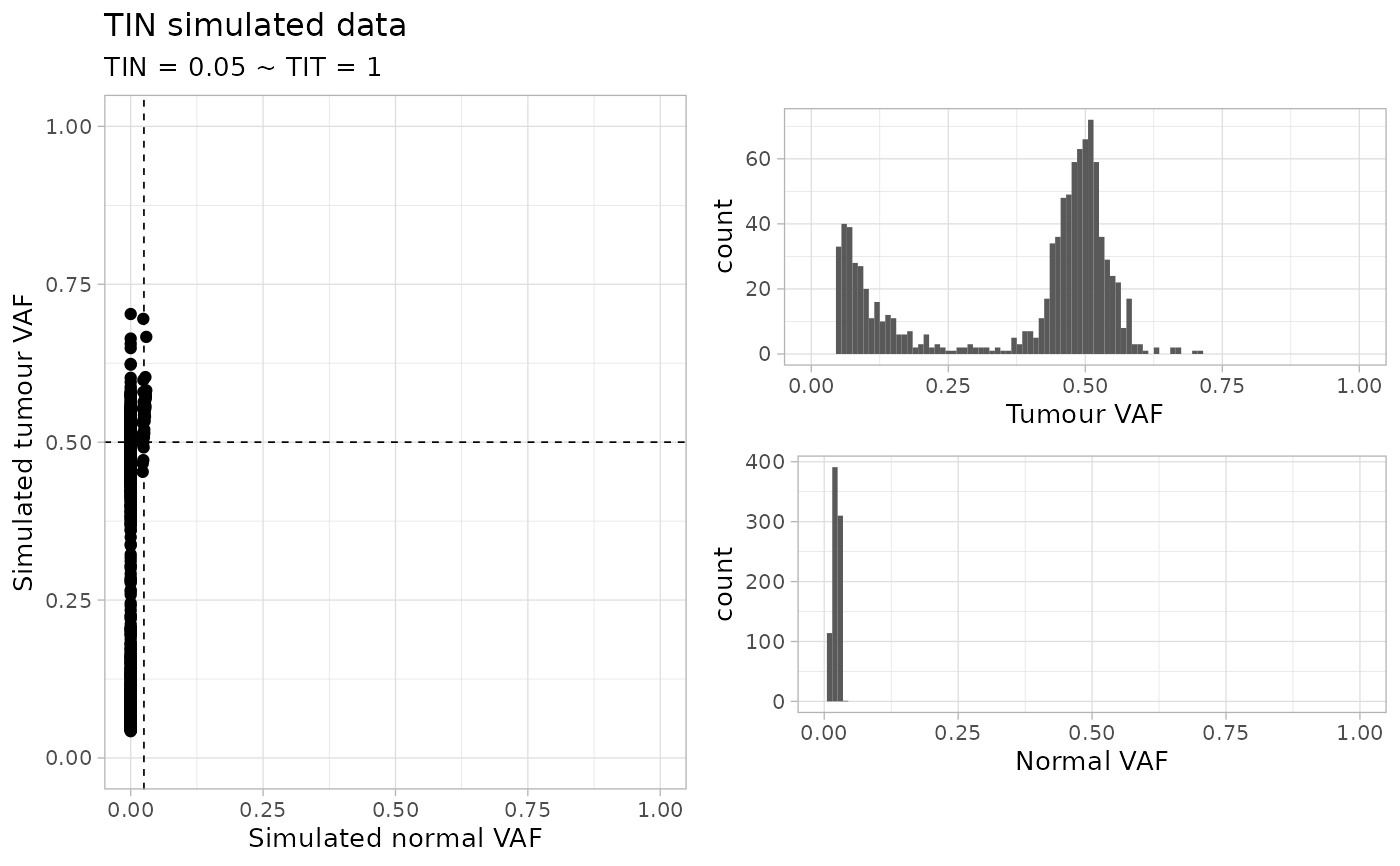 TIN simulated data
TIN = 0.05 ~ TIT = 1
1.00
0.75
0.50
0.25
0.00
Simulated tumour VAF
0.00 0.25 0.50 0.75 1.00
Simulated normal VAF
60
40
20
0
count
0.00 0.25 0.50 0.75 1.00
Tumour VAF
400
300
200
100
0
count
0.00 0.25 0.50 0.75 1.00
Normal VAF